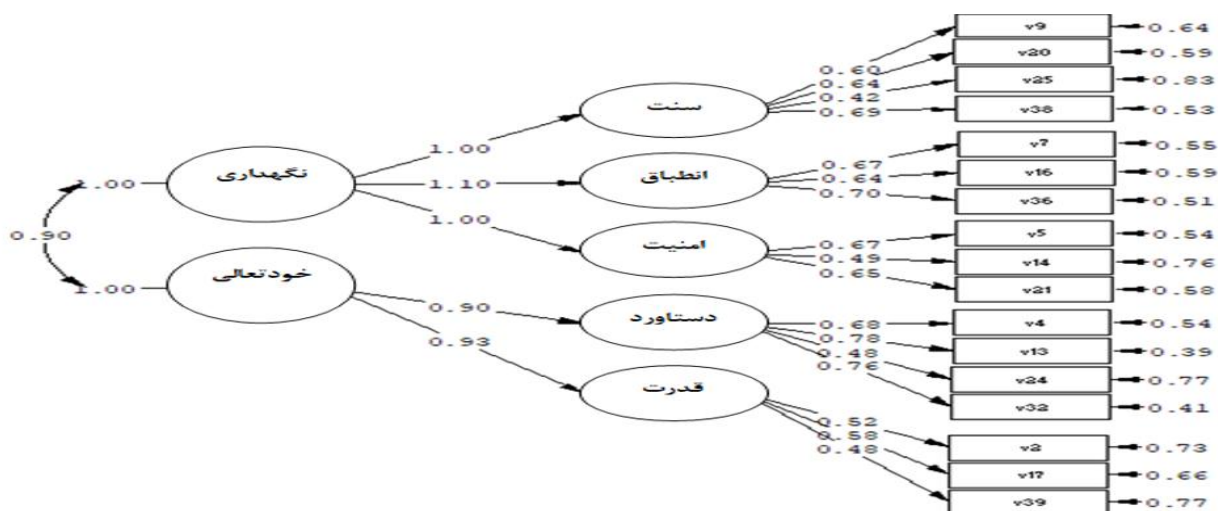 v9
0.64
v20
0.59
v25
0.83
v38
0.53
0.60
0.64
0.42
0.69
سنت
1.00
نگهداری
1.00
v7
0.55
v16
0.59
v36
0.51
0.67
0.64
0.70
انطباق
1.10
0.90
v5
0.54
v14
0.76
v21
0.58
0.67
0.49
0.65
امنیت
1.00
خودتعالی
1.00
v4
0.54
v13
0.39
v24
0.77
v32
0.41
0.68
0.78
0.48
0.76
دستاورد
0.90
v2
0.73
v17
0.66
v39
0.77
0.52
0.58
0.48
قدرت
0.93